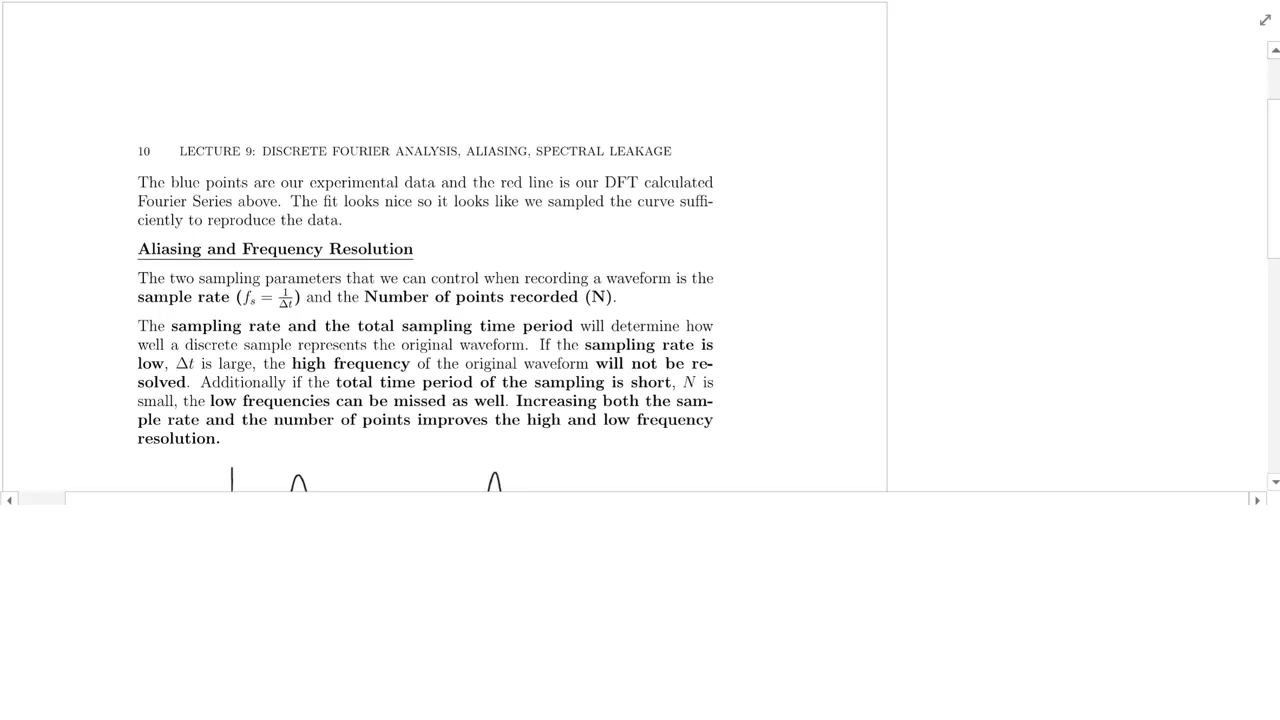 10 LECTURE 9: DISCRETE FOURIER ANALYSIS, ALIASING, SPECTRAL LEAKAGE
The blue points are our experimental data and the red line is our DFT calculated
Fourier Series above. The fit looks nice so it looks like we sampled the curve suffi-
ciently to reproduce the data.
Aliasing and Frequency Resolution
The two sampling parameters that we can control when recording a waveform is the
sample rate (fₛ = 1/Δt) and the Number of points recorded (N).
The sampling rate and the total sampling time period will determine how
well a discrete sample represents the original waveform. If the sampling rate is
low, Δt is large, the high frequency of the original waveform will not be re-
solved. Additionally if the total time period of the sampling is short, N is
small, the low frequencies can be missed as well. Increasing both the sam-
ple rate and the number of points improves the high and low frequency
resolution.